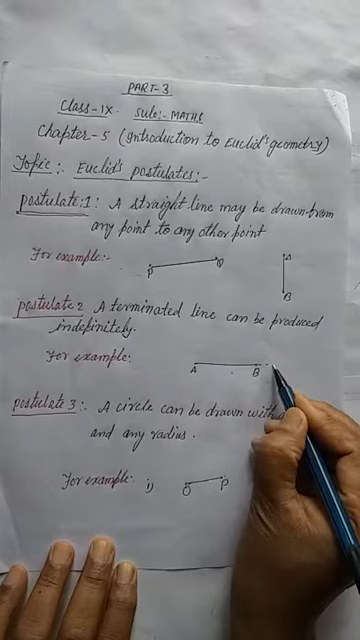 PART-3
Class-IX. Sub:- MATHS
Chapter-5 (Introduction to Euclid's geometry)
Topic:. Euclid's postulates:-
postulate:1: A straight line may be drawn from
any point to any other point
For example:-
P Q A B
postulate 2 A terminated line can be produced
indefinitely.
For example:
A B
postulate 3:. A circle can be drawn with
and any radius.
For example: i)
O P